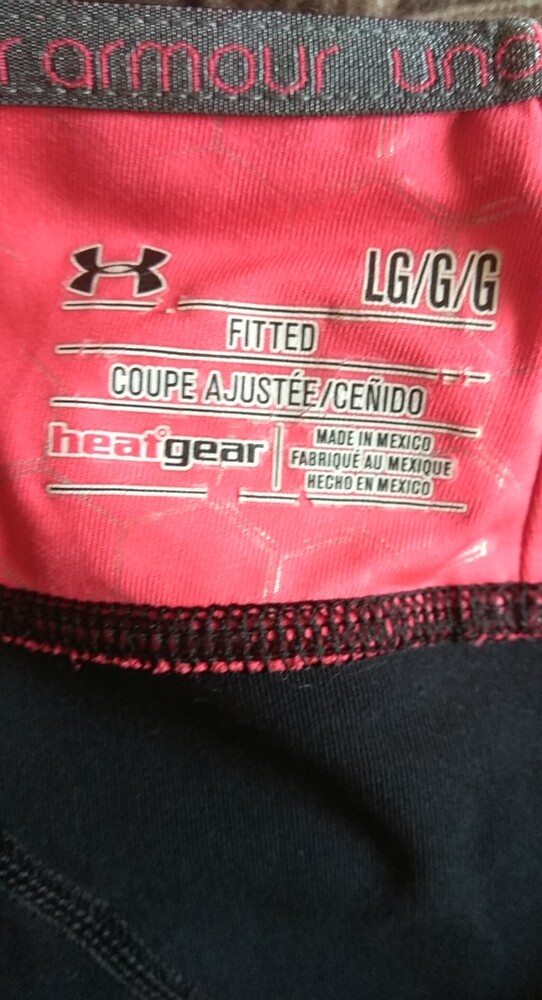 r armour und
LG/G/G
FITTED
COUPE AJUSTÉE/CEÑIDO
heatgear
MADE IN MEXICO
FABRIQUÉ AU MEXIQUE
HECHO EN MEXICO